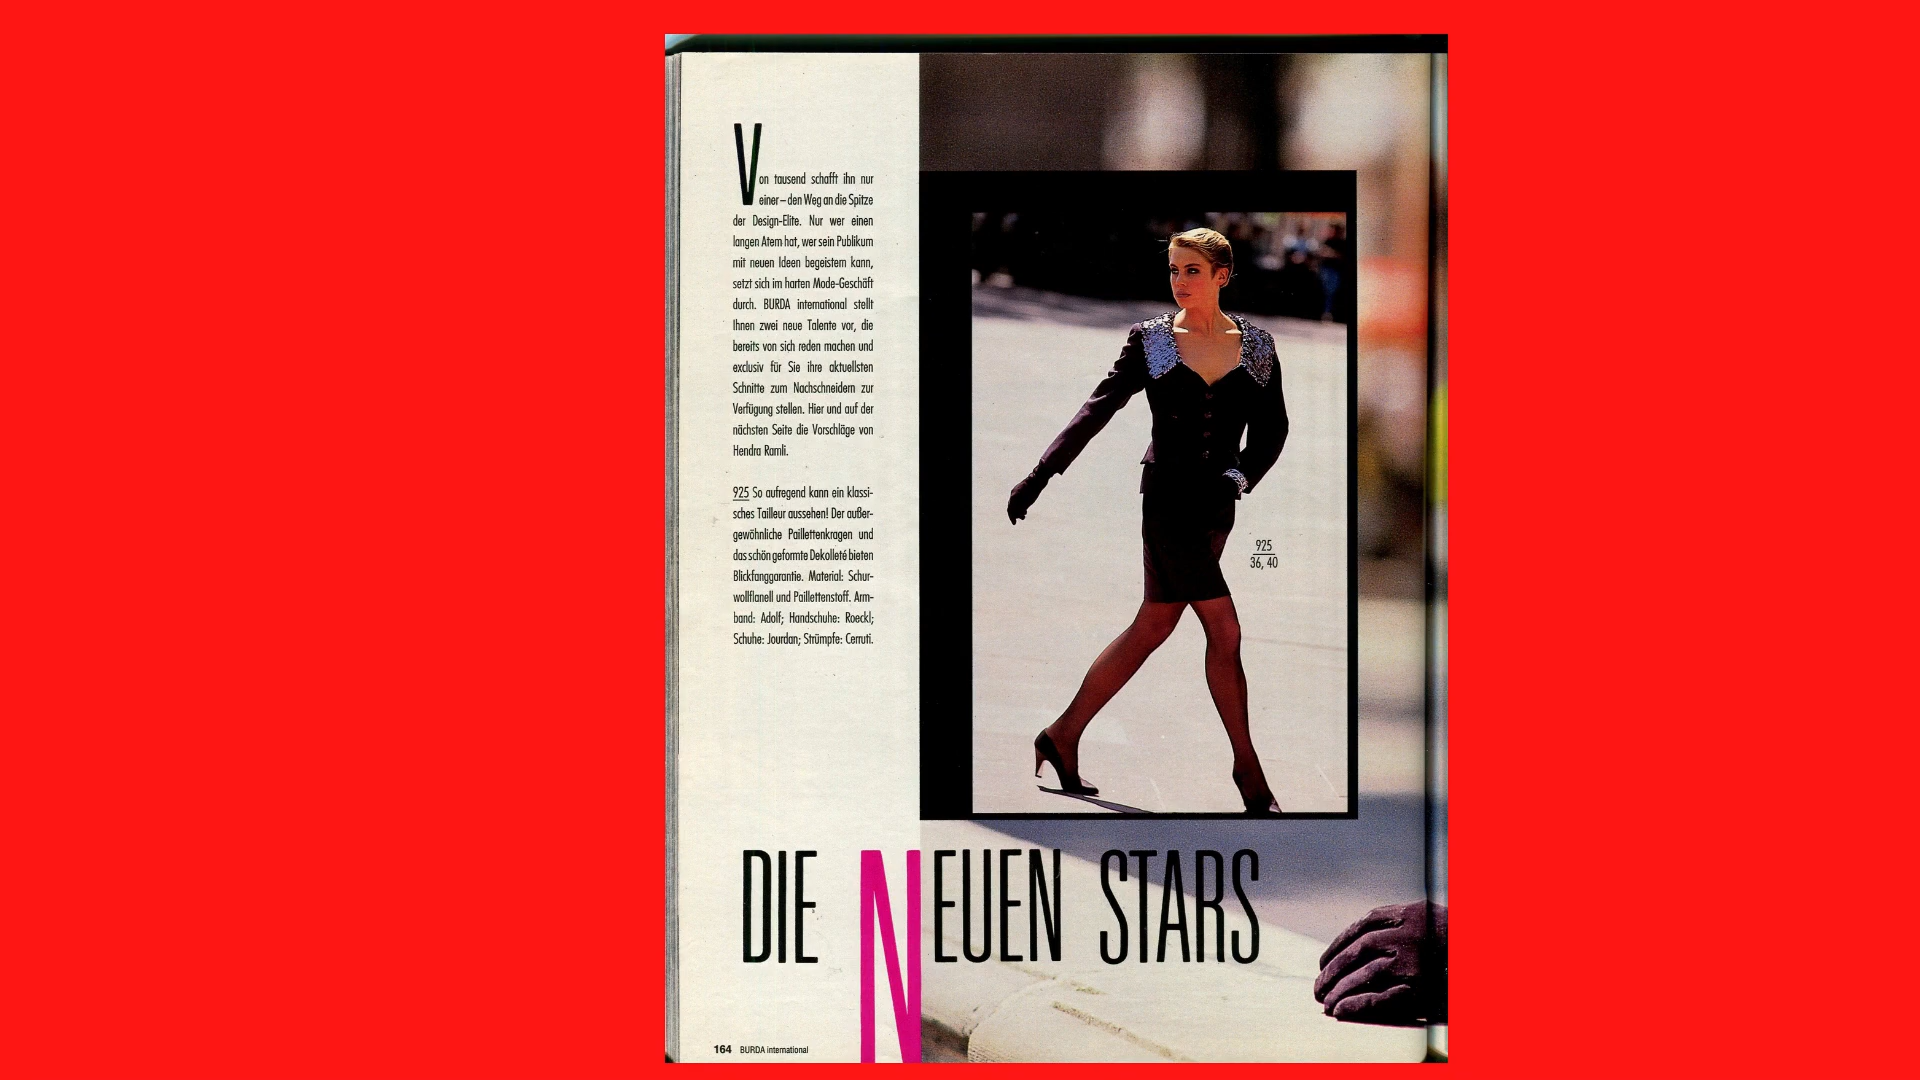 Von tausend schafft ihn nur
einer – den Weg an die Spitze
der Design-Elite. Nur wer einen
langen Atem hat, wer sein Publikum
mit neuen Ideen begeistern kann,
setzt sich im harten Mode-Geschäft
durch. BURDA international stellt
Ihnen zwei neue Talente vor, die
bereits von sich reden machen und
exclusiv für Sie ihre aktuellsten
Schnitte zum Nachschneidern zur
Verfügung stellen. Hier und auf der
nächsten Seite die Vorschläge von
Hendra Ramli.
925 So aufregend kann ein klassi-
sches Tailleur aussehen! Der außer-
gewöhnliche Paillettenkragen und
das schön geformte Dekolleté bieten
Blickfanggarantie. Material: Schur-
wollflanell und Paillettenstoff. Arm-
band: Adolf; Handschuhe: Roeckl;
Schuhe: Jourdan; Strümpfe: Cerruti.
925
36, 40
DIE NEUEN STARS
164 BURDA international